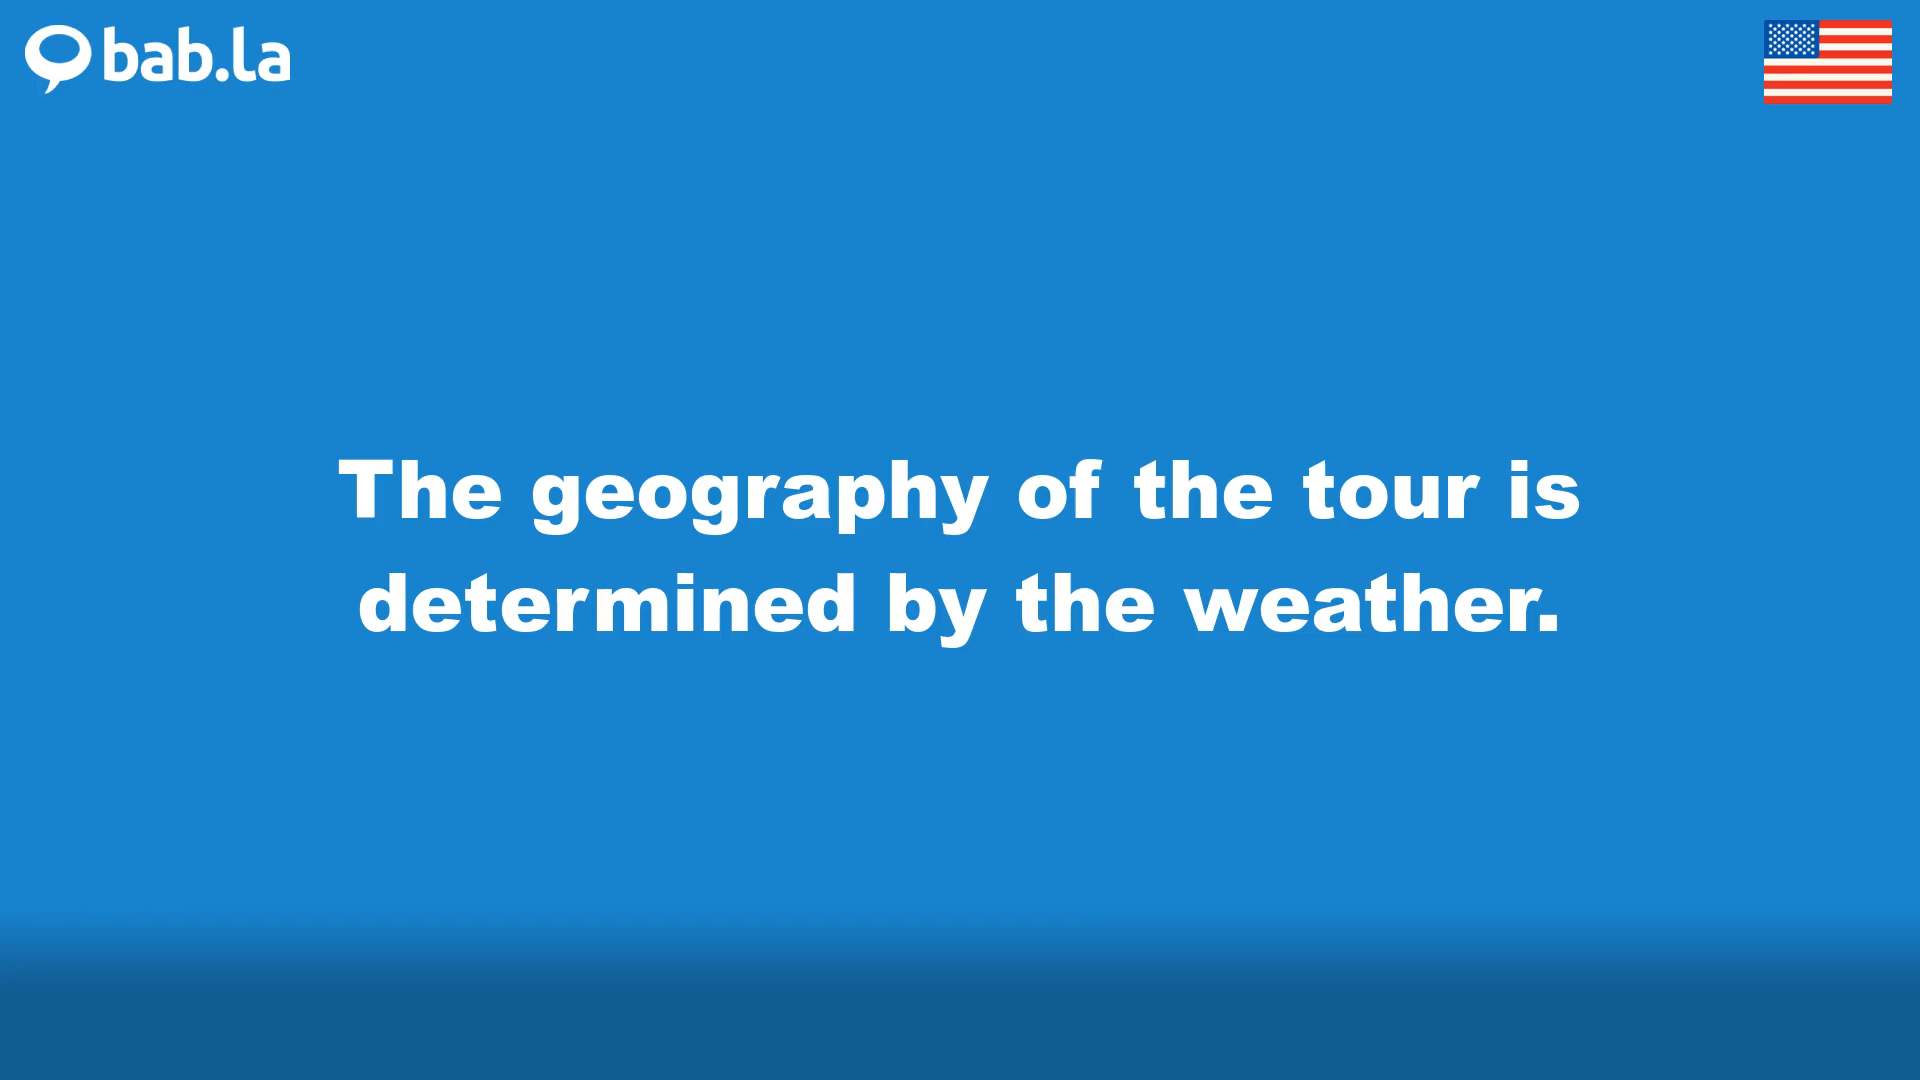 bab.la
The geography of the tour is
determined by the weather.